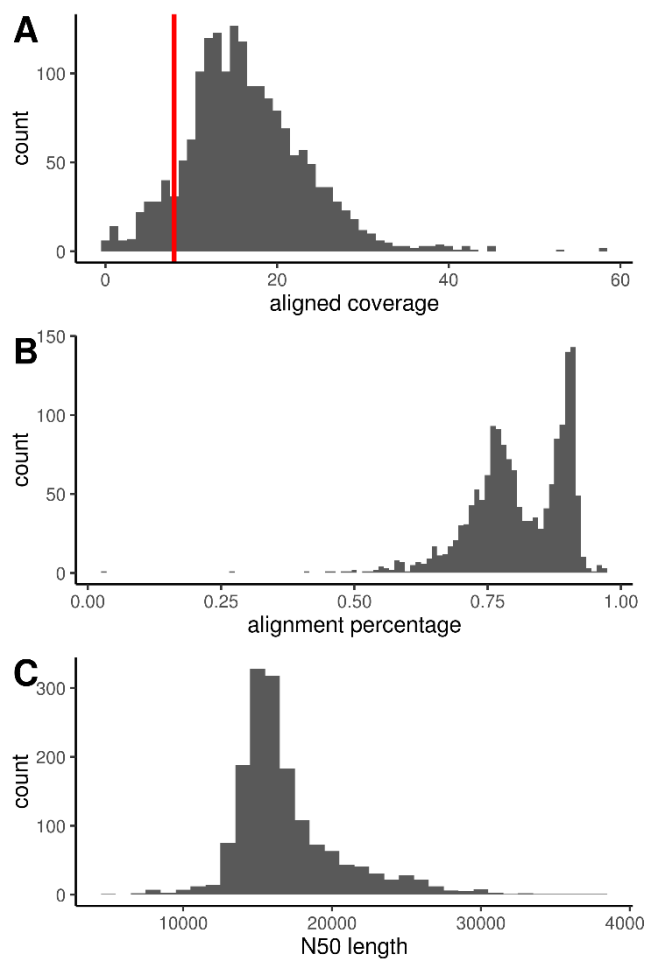 A
count
100
50
0
0 20 40 60
aligned coverage
B
count
150
100
50
0
0.00 0.25 0.50 0.75 1.00
alignment percentage
C
count
300
200
100
0
10000 20000 30000 4000
N50 length